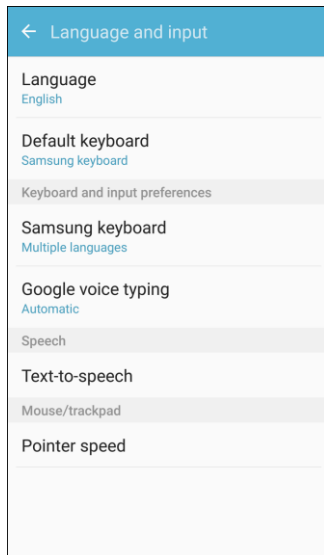 Language and input
Language
English
Default keyboard
Samsung keyboard
Keyboard and input preferences
Samsung keyboard
Multiple languages
Google voice typing
Automatic
Speech
Text-to-speech
Mouse/trackpad
Pointer speed